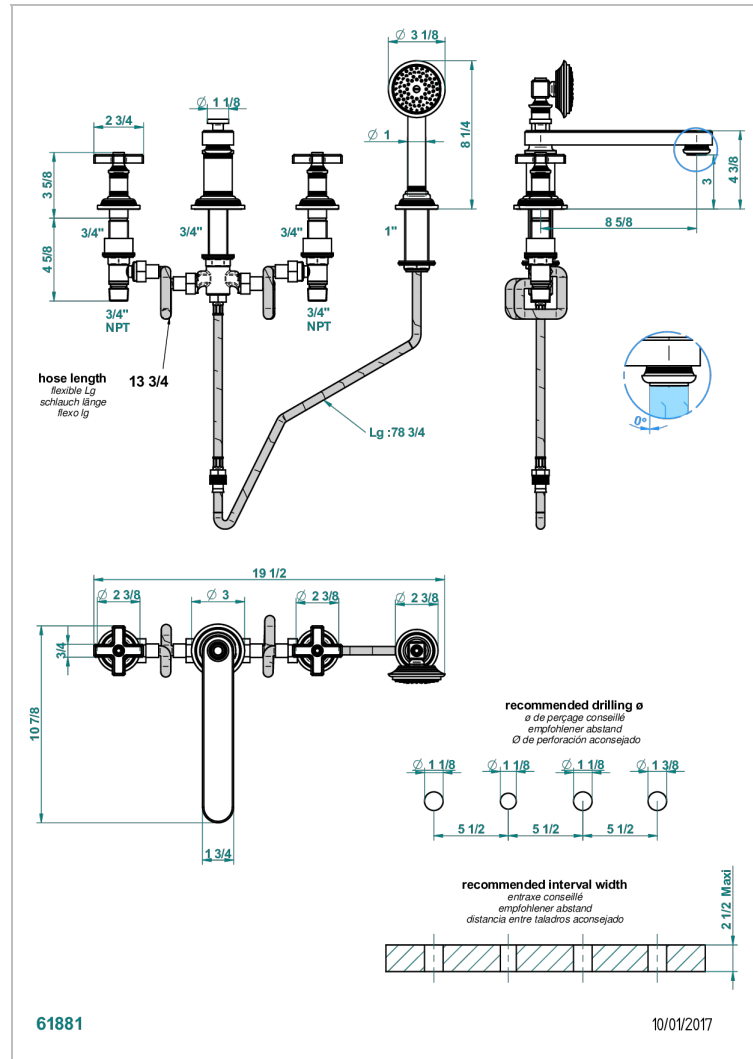 Ø 3 1/8
Ø 1 1/8
2 3/4
Ø 1
8 1/4
3 5/8
4 3/8
3
8 5/8
3/4"
3/4"
3/4"
1"
4 5/8
3/4"
NPT
3/4"
NPT
hose length
flexible Lg
schlauch länge
flexo lg
13 3/4
Lg :78 3/4
0°
19 1/2
Ø 2 3/8
Ø 3
Ø 2 3/8
Ø 2 3/8
3/4
10 7/8
1 3/4
recommended drilling ø
ø de perçage conseillé
empfohlener abstand
Ø de perforación aconsejado
Ø 1 1/8
Ø 1 1/8
Ø 1 1/8
Ø 1 3/8
5 1/2
5 1/2
5 1/2
recommended interval width
entraxe conseillé
empfohlener abstand
distancia entre taladros aconsejado
2 1/2 Maxi
61881
10/01/2017